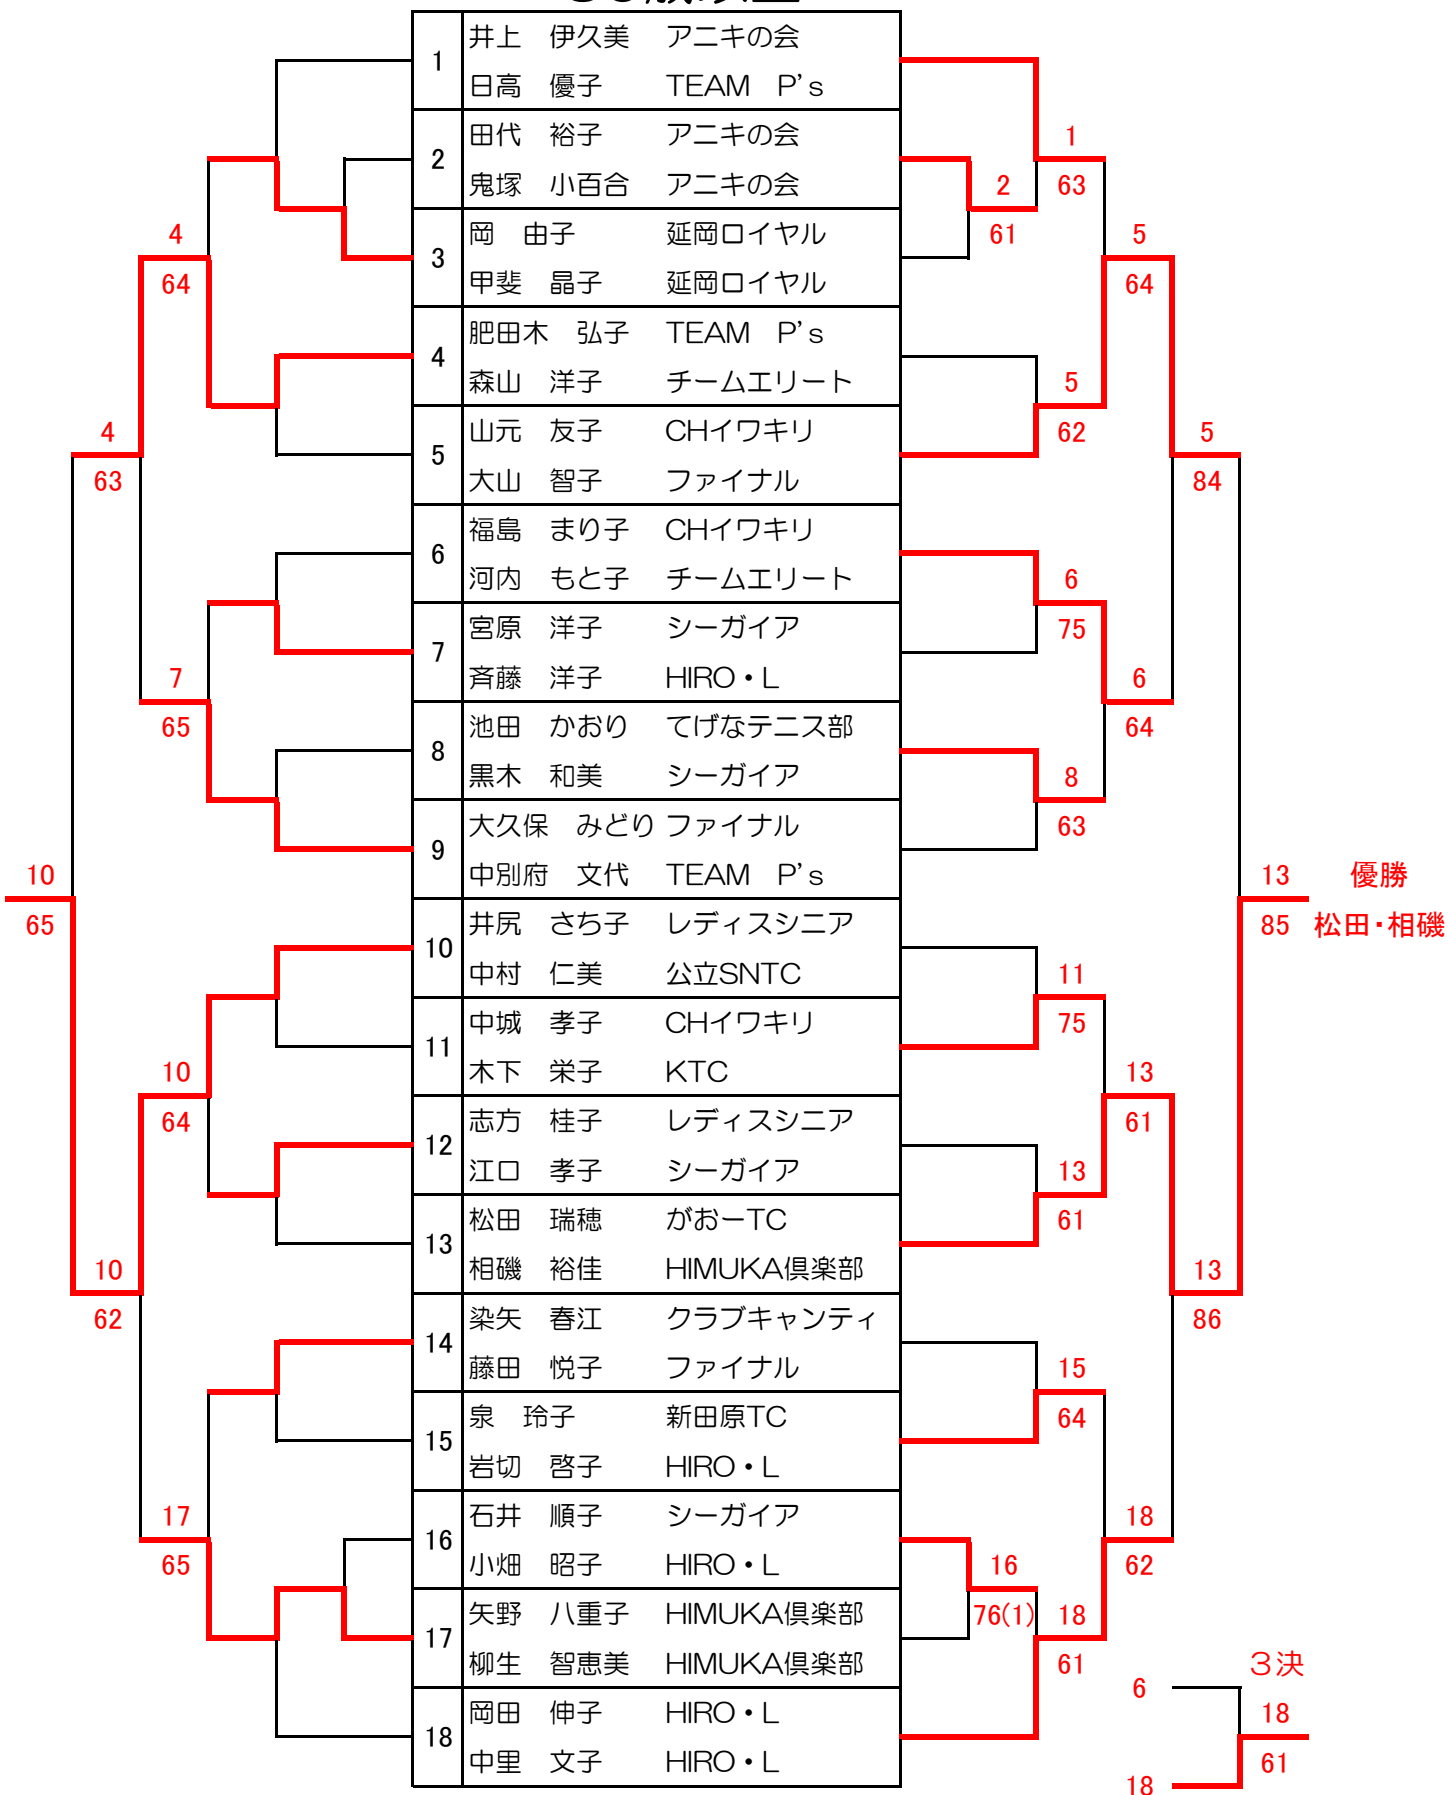 1
井上 伊久美 アニキの会
日高 優子 TEAM P's
2
田代 裕子 アニキの会
鬼塚 小百合 アニキの会
3
岡 由子 延岡ロイヤル
甲斐 晶子 延岡ロイヤル
4
肥田木 弘子 TEAM P's
森山 洋子 チームエリート
5
山元 友子 CHイワキリ
大山 智子 ファイナル
6
福島 まり子 CHイワキリ
河内 もと子 チームエリート
7
宮原 洋子 シーガイア
斉藤 洋子 HIRO・L
8
池田 かおり てげなテニス部
黒木 和美 シーガイア
9
大久保 みどり ファイナル
中別府 文代 TEAM P's
10
井尻 さち子 レディスシニア
中村 仁美 公立SNTC
11
中城 孝子 CHイワキリ
木下 栄子 KTC
12
志方 桂子 レディスシニア
江口 孝子 シーガイア
13
松田 瑞穂 がおーTC
相磯 裕佳 HIMUKA倶楽部
14
染矢 春江 クラブキャンティ
藤田 悦子 ファイナル
15
泉 玲子 新田原TC
岩切 啓子 HIRO・L
16
石井 順子 シーガイア
小畑 昭子 HIRO・L
17
矢野 八重子 HIMUKA倶楽部
柳生 智恵美 HIMUKA倶楽部
18
岡田 伸子 HIRO・L
中里 文子 HIRO・L
4
64
7
65
10
64
17
65
4
63
10
62
10
65
2
61
16
76(1)
1
63
5
62
6
75
8
63
11
75
13
61
15
64
18
61
5
64
6
64
13
61
18
62
5
84
13
86
13 優勝
85 松田・相磯
3決
6
18
61
18